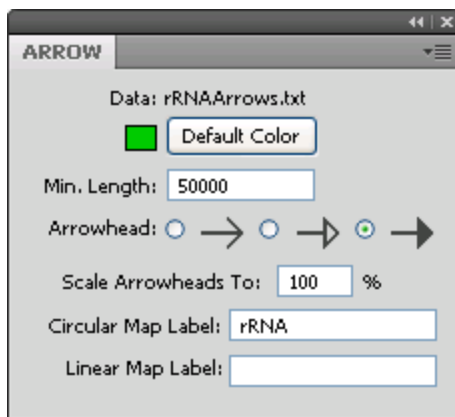 ARROW
Data: rRNAArrows.txt
Default Color
Min. Length: 50000
Arrowhead:
Scale Arrowheads To: 100 %
Circular Map Label: rRNA
Linear Map Label: